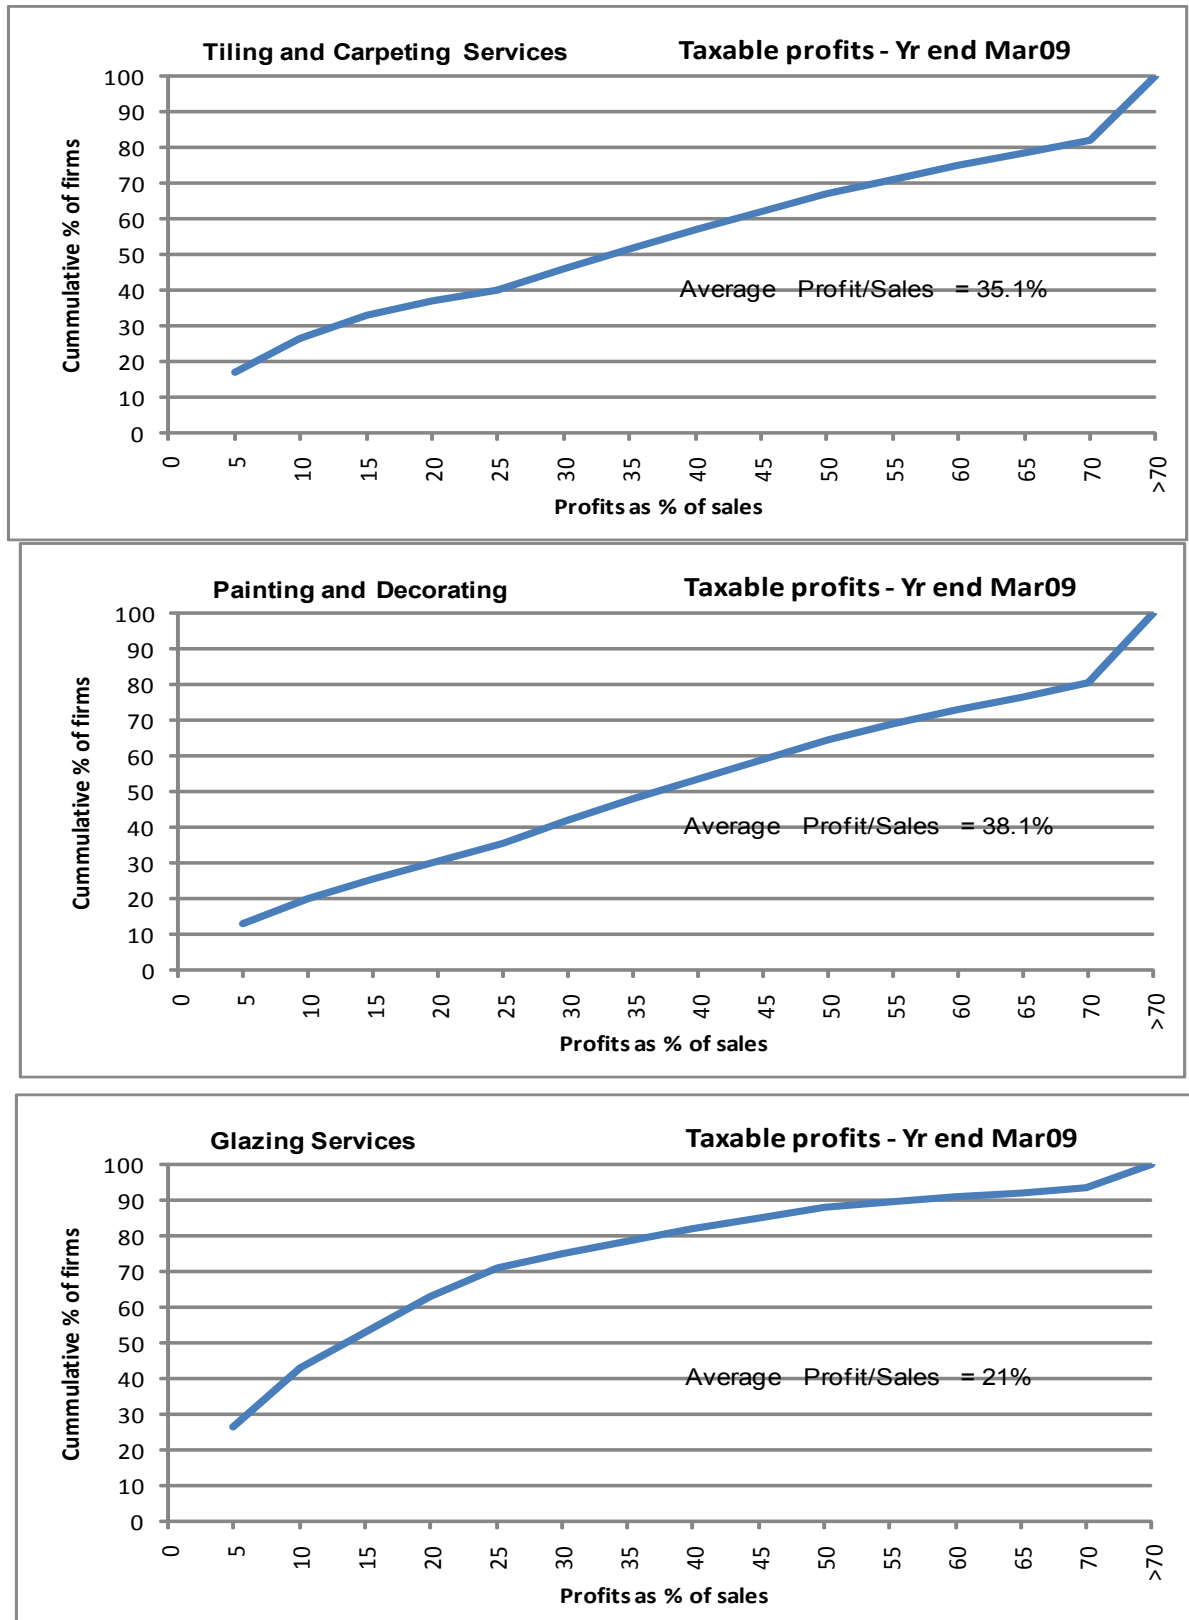 Tiling and Carpeting Services Taxable profits - Yr end Mar09
100
90
80
70
60
50
40
30
20
10
0
Cummulative % of firms
Average Profit/Sales = 35.1%
0 5 10 15 20 25 30 35 40 45 50 55 60 65 70 >70
Profits as % of sales
Painting and Decorating Taxable profits - Yr end Mar09
100
90
80
70
60
50
40
30
20
10
0
Cummulative % of firms
Average Profit/Sales = 38.1%
0 5 10 15 20 25 30 35 40 45 50 55 60 65 70 >70
Profits as % of sales
Glazing Services Taxable profits - Yr end Mar09
100
90
80
70
60
50
40
30
20
10
0
Cummulative % of firms
Average Profit/Sales = 21%
0 5 10 15 20 25 30 35 40 45 50 55 60 65 70 >70
Profits as % of sales